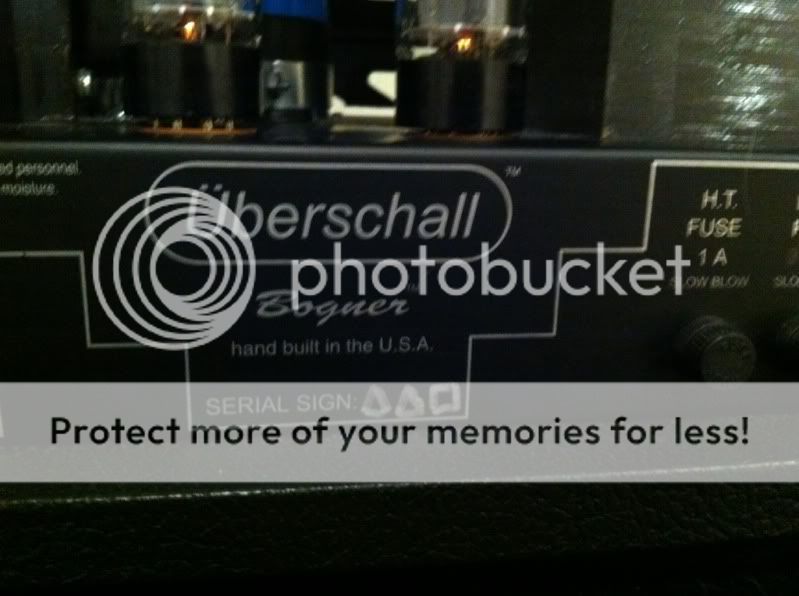 ed personnel.
moisture.
Überschall
TM
photobucket
Bogner
hand built in the U.S.A.
SERIAL SIGN:
H.T.
FUSE
1 A
SLOW BLOW
SLO
Protect more of your memories for less!